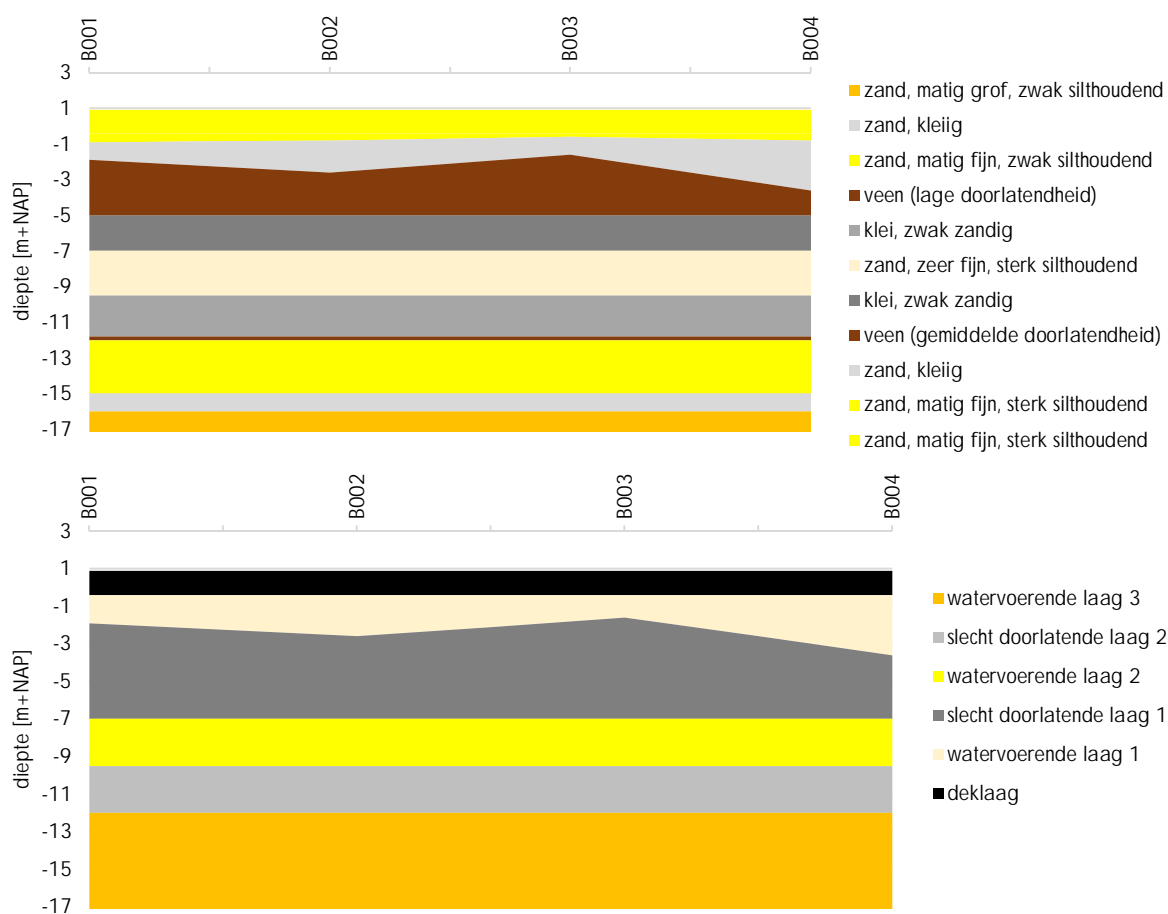 B001
B002
B003
B004
3
1
-1
-3
-5
-7
-9
-11
-13
-15
-17
diepte [m+NAP]
zand, matig grof, zwak silthoudend
zand, kleiig
zand, matig fijn, zwak silthoudend
veen (lage doorlatendheid)
klei, zwak zandig
zand, zeer fijn, sterk silthoudend
klei, zwak zandig
veen (gemiddelde doorlatendheid)
zand, kleiig
zand, matig fijn, sterk silthoudend
zand, matig fijn, sterk silthoudend
B001
B002
B003
B004
3
1
-1
-3
-5
-7
-9
-11
-13
-15
-17
diepte [m+NAP]
watervoerende laag 3
slecht doorlatende laag 2
watervoerende laag 2
slecht doorlatende laag 1
watervoerende laag 1
deklaag